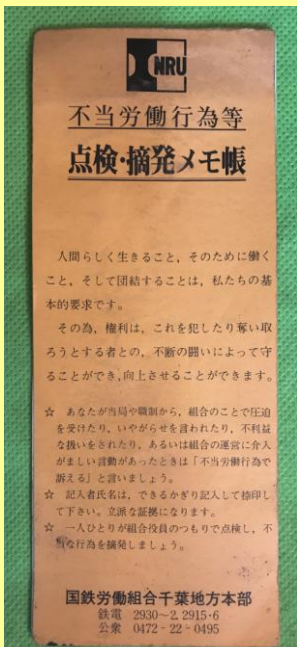 NRU
不当労働行為等
点検・摘発メモ帳
人間らしく生きること，そのために働く
こと，そして団結することは，私たちの基
本的要求です。
その為，権利は，これを犯したり奪い取
ろうとする者との，不断の闘いによって守
ることができ，向上させることができます。
☆ あなたが当局や職制から，組合のことで圧迫
を受けたり，いやがらせを言われたり，不利益
な扱いをされたり，あるいは組合の運営に介入
がましい言動があったときは「不当労働行為で
訴える」と言いましょう。
☆ 記入者氏名は，できるかぎり記入して捺印し
て下さい。立派な証拠になります。
☆ 一人ひとりが組合役員のつもりで点検し，不
な行為を摘発しましょう。
国鉄労働組合千葉地方本部
鉄電 2930〜2，2915・6
公衆 0472-22-0495